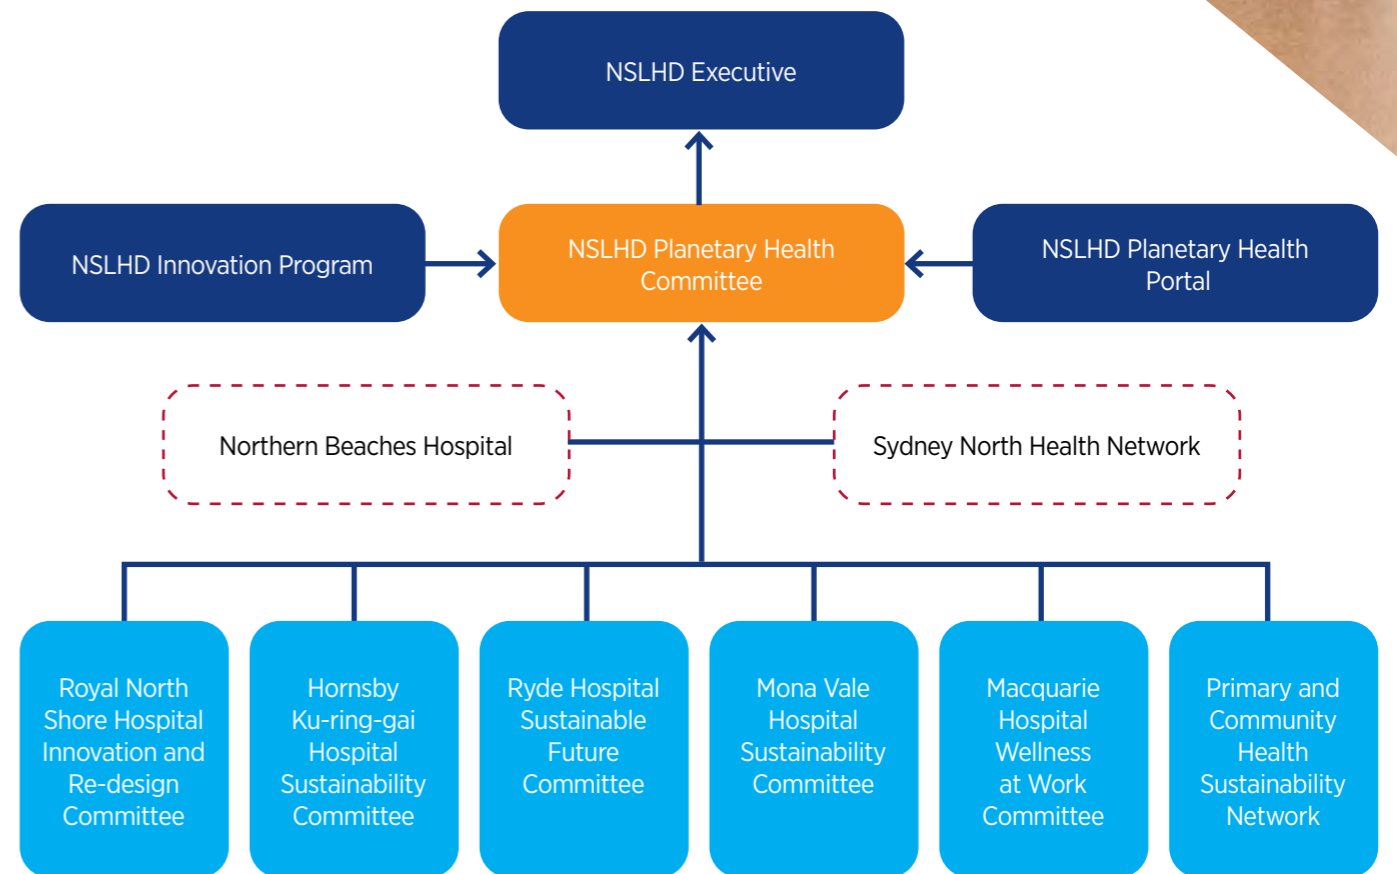 NSLHD Executive
NSLHD Innovation Program
NSLHD Planetary Health
Committee
NSLHD Planetary Health
Portal
Northern Beaches Hospital
Sydney North Health Network
Royal North
Shore Hospital
Innovation and
Re-design
Committee
Hornsby
Ku-ring-gai
Hospital
Sustainability
Committee
Ryde Hospital
Sustainable
Future
Committee
Mona Vale
Hospital
Sustainability
Committee
Macquarie
Hospital
Wellness
at Work
Committee
Primary and
Community
Health
Sustainability
Network